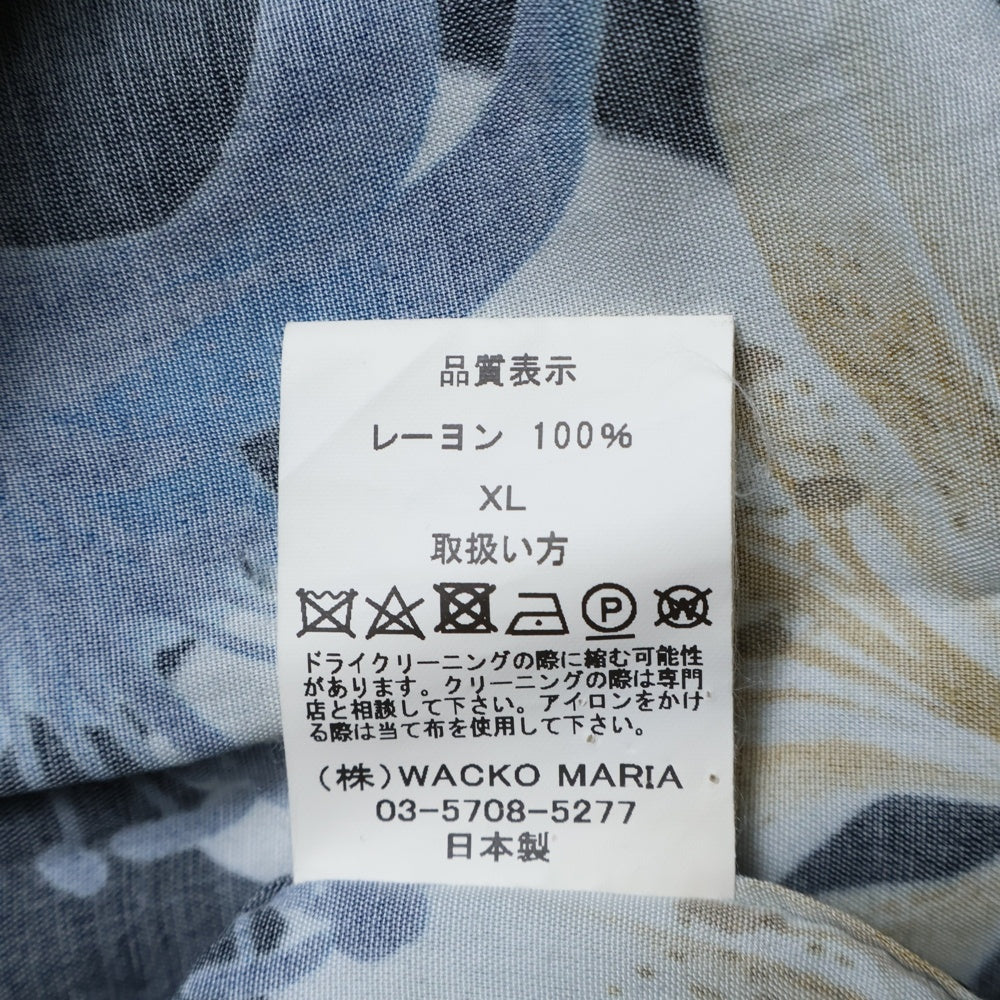 品質表示
レーヨン 100%
XL
取扱い方
P W
ドライクリーニングの際に縮む可能性
があります。クリーニングの際は専門
店と相談して下さい。アイロンをかけ
る際は当て布を使用して下さい。
(株)WACKO MARIA
03-5708-5277
日本製